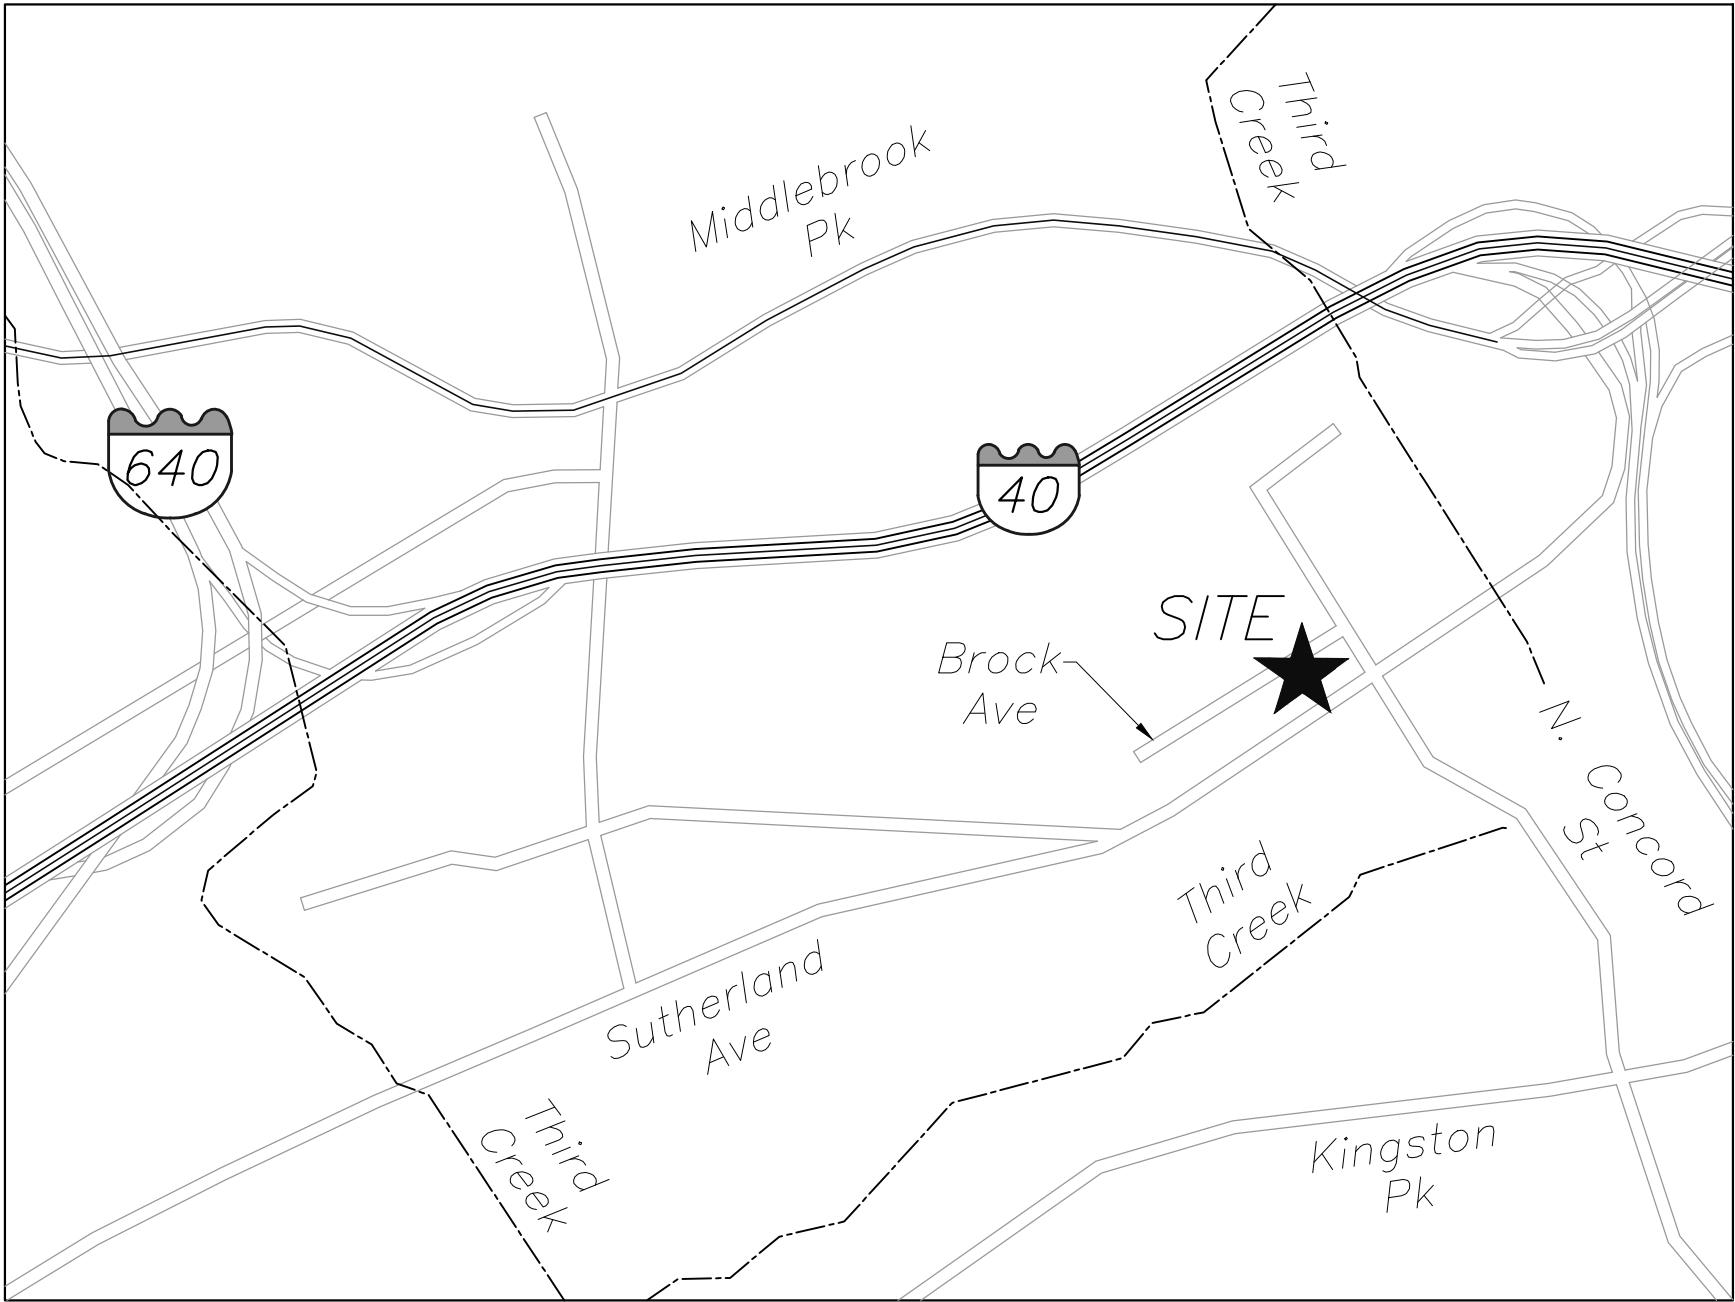 Third
Creek
Middlebrook
Pk
640
40
SITE
Brock
Ave
N. Concord
St
Third
Creek
Sutherland
Ave
Third
Creek
Kingston
Pk